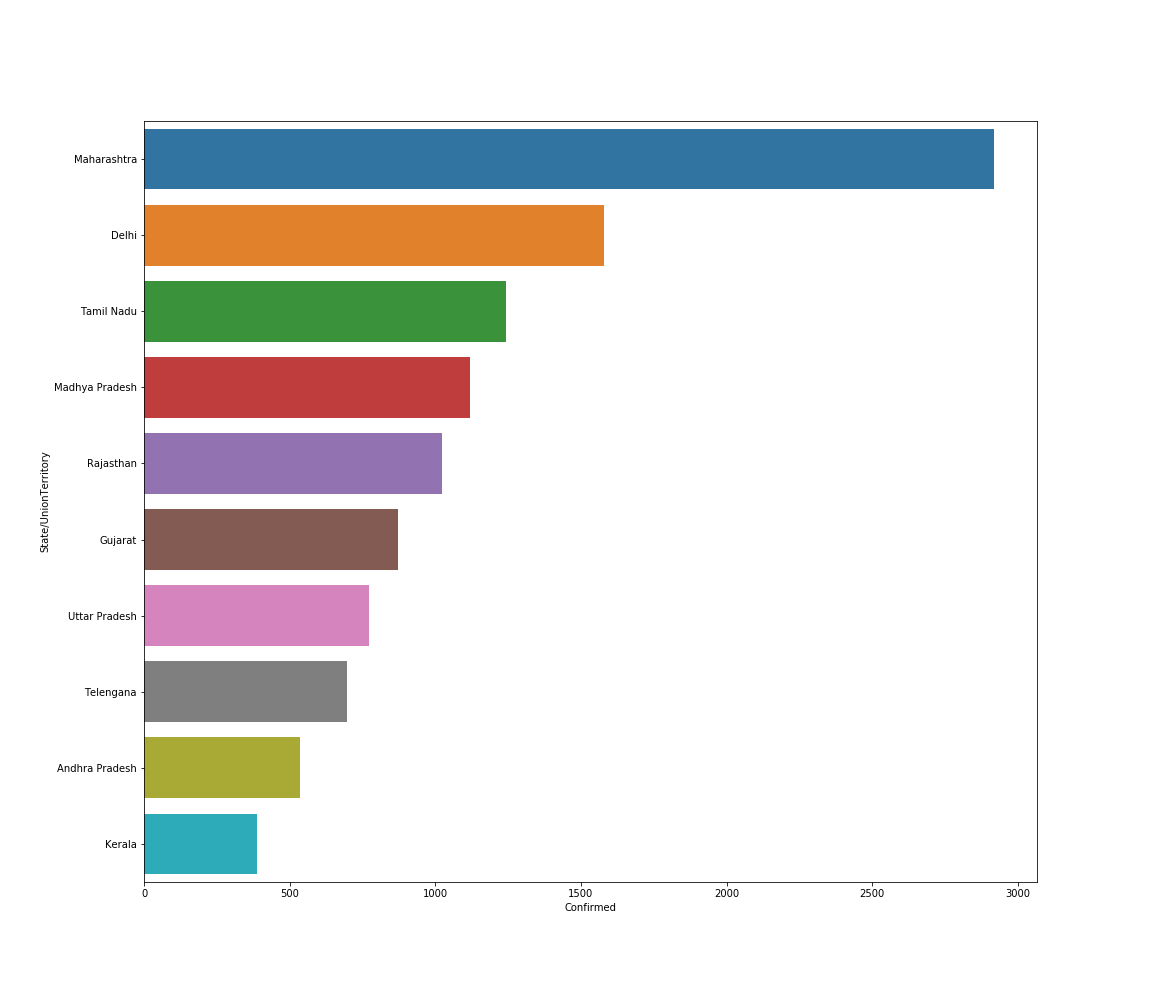 Maharashtra
Delhi
Tamil Nadu
Madhya Pradesh
Rajasthan
Gujarat
Uttar Pradesh
Telengana
Andhra Pradesh
Kerala
State/UnionTerritory
0 500 1000 1500 2000 2500 3000
Confirmed